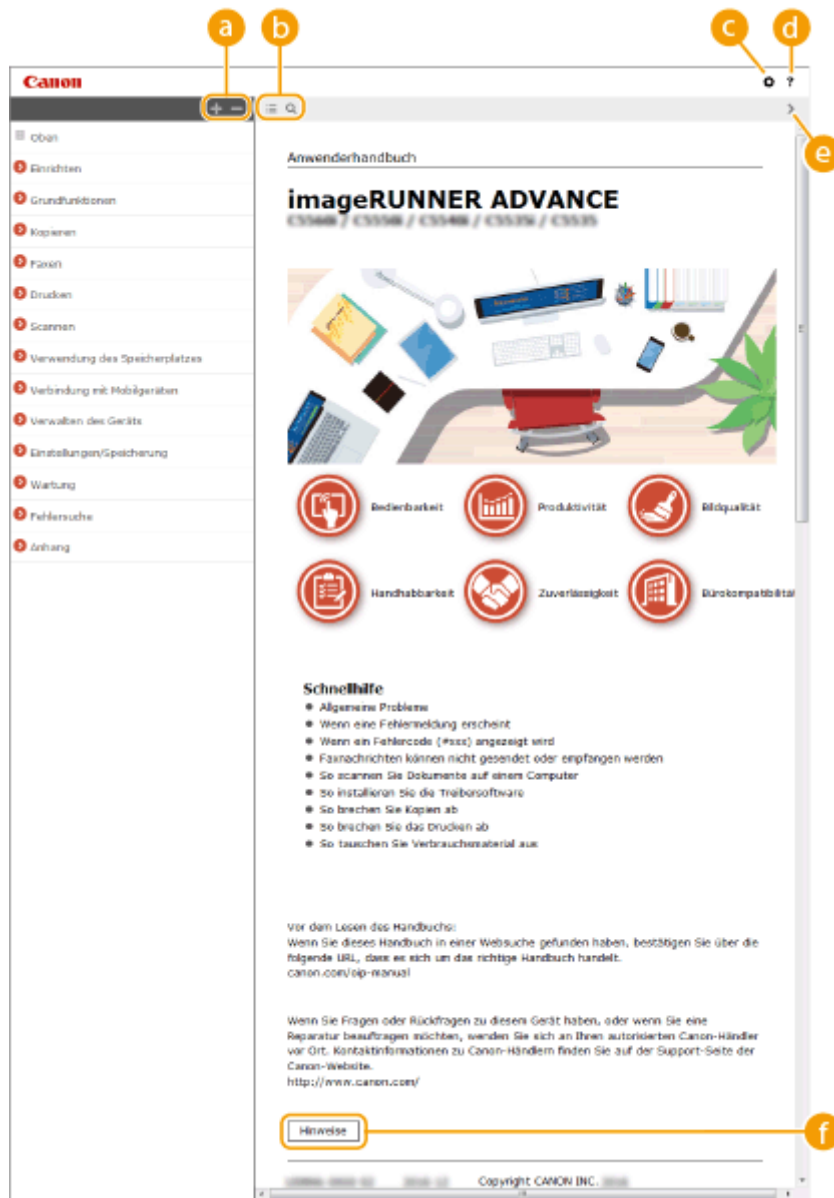 a
b
c
d
Canon
?
e
Oben
Einrichten
Grundfunktionen
Kopieren
Faxen
Drucken
Scannen
Verwendung des Speicherplatzes
Verbindung mit Mobilgeräten
Verwalten des Geräts
Einstellungen/Speicherung
Wartung
Fehlersuche
Anhang
Anwenderhandbuch
imageRUNNER ADVANCE
Bedienbarkeit
Produktivität
Bildqualität
Handhabbarkeit
Zuverlässigkeit
Bürokompatibilität
Schnellhilfe
Allgemeine Probleme
Wenn eine Fehlermeldung erscheint
Wenn ein Fehlercode (#xxx) angezeigt wird
Faxnachrichten können nicht gesendet oder empfangen werden
So scannen Sie Dokumente auf einem Computer
So installieren Sie die Treibersoftware
So brechen Sie Kopien ab
So brechen Sie das Drucken ab
So tauschen Sie Verbrauchsmaterial aus
Vor dem Lesen des Handbuchs:
Wenn Sie dieses Handbuch in einer Websuche gefunden haben, bestätigen Sie über die
folgende URL, dass es sich um das richtige Handbuch handelt.
canon.com/oip-manual
Wenn Sie Fragen oder Rückfragen zu diesem Gerät haben, oder wenn Sie eine
Reparatur beauftragen möchten, wenden Sie sich an Ihren autorisierten Canon-Händler
vor Ort. Kontaktinformationen zu Canon-Händlern finden Sie auf der Support-Seite der
Canon-Website.
http://www.canon.com/
Hinweise
f
Copyright CANON INC.